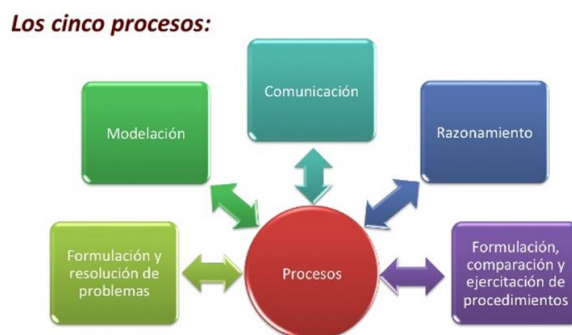 Los cinco procesos:
Comunicación
Modelación
Razonamiento
Formulación y
resolución de
problemas
Procesos
Formulación,
comparación y
ejercitación de
procedimientos